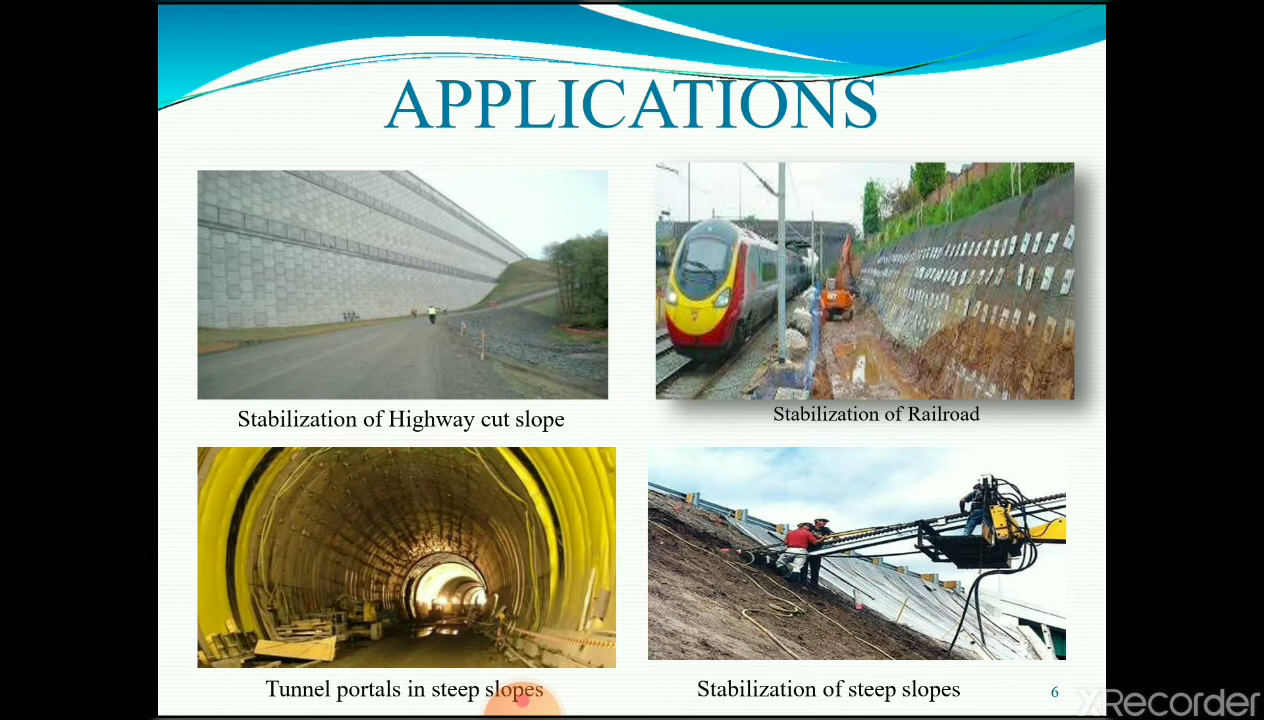 APPLICATIONS
Stabilization of Highway cut slope
Stabilization of Railroad
Tunnel portals in steep slopes
Stabilization of steep slopes
6
XRecorder